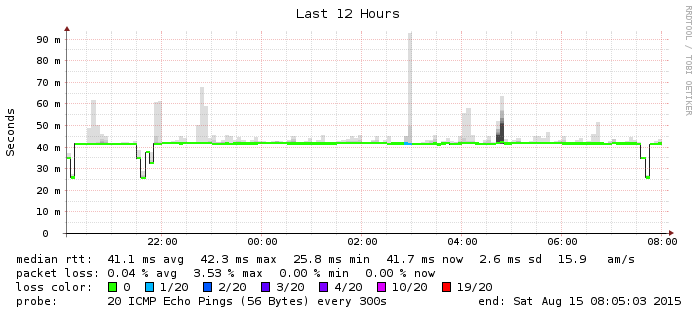 Last 12 Hours
RRDTOOL / TOBI OETIKER
Seconds
90 m
80 m
70 m
60 m
50 m
40 m
30 m
20 m
10 m
0
22:00 00:00 02:00 04:00 06:00 08:00
median rtt: 41.1 ms avg 42.3 ms max 25.8 ms min 41.7 ms now 2.6 ms sd 15.9 am/s
packet loss: 0.04 % avg 3.53 % max 0.00 % min 0.00 % now
loss color: 0 1/20 2/20 3/20 4/20 10/20 19/20
probe: 20 ICMP Echo Pings (56 Bytes) every 300s end: Sat Aug 15 08:05:03 2015